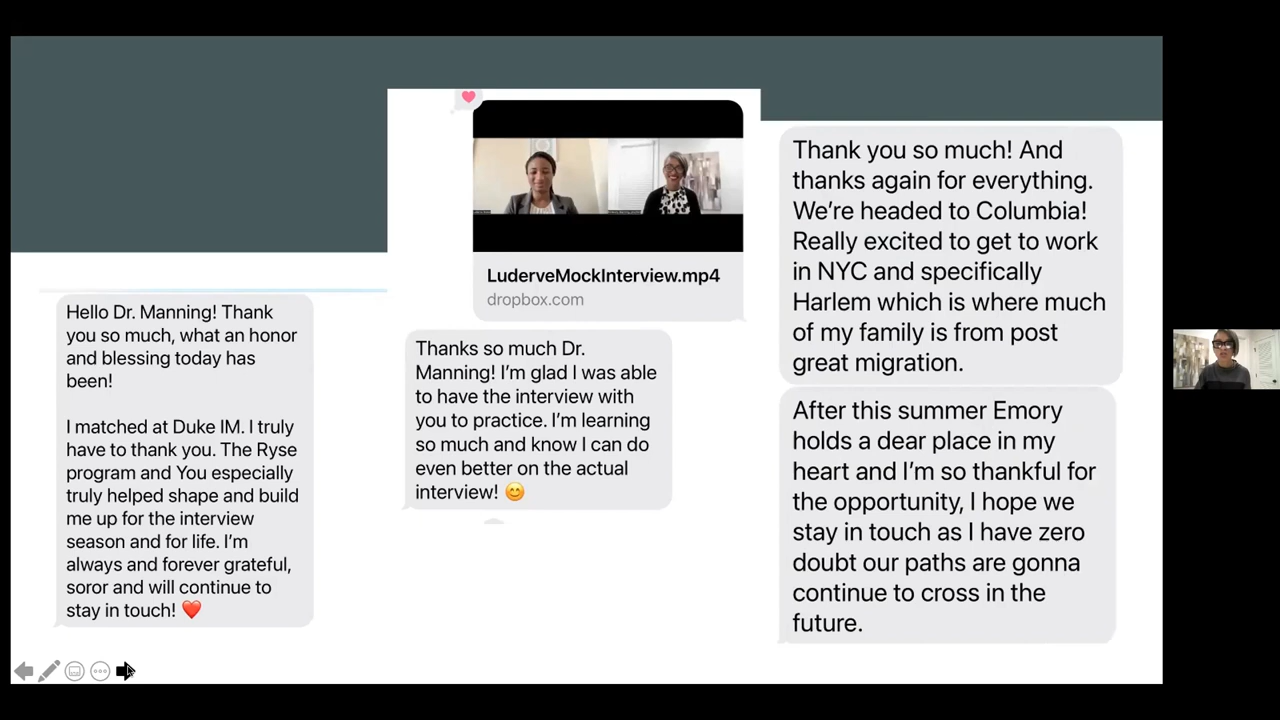 Hello Dr. Manning! Thank
you so much, what an honor
and blessing today has
been!
I matched at Duke IM. I truly
have to thank you. The Ryse
program and You especially
truly helped shape and build
me up for the interview
season and for life. I’m
always and forever grateful,
soror and will continue to
stay in touch! ❤️
LuderveMockInterview.mp4
dropbox.com
Thanks so much Dr.
Manning! I’m glad I was able
to have the interview with
you to practice. I’m learning
so much and know I can do
even better on the actual
interview! 😊
Thank you so much! And
thanks again for everything.
We’re headed to Columbia!
Really excited to get to work
in NYC and specifically
Harlem which is where much
of my family is from post
great migration.
After this summer Emory
holds a dear place in my
heart and I’m so thankful for
the opportunity, I hope we
stay in touch as I have zero
doubt our paths are gonna
continue to cross in the
future.